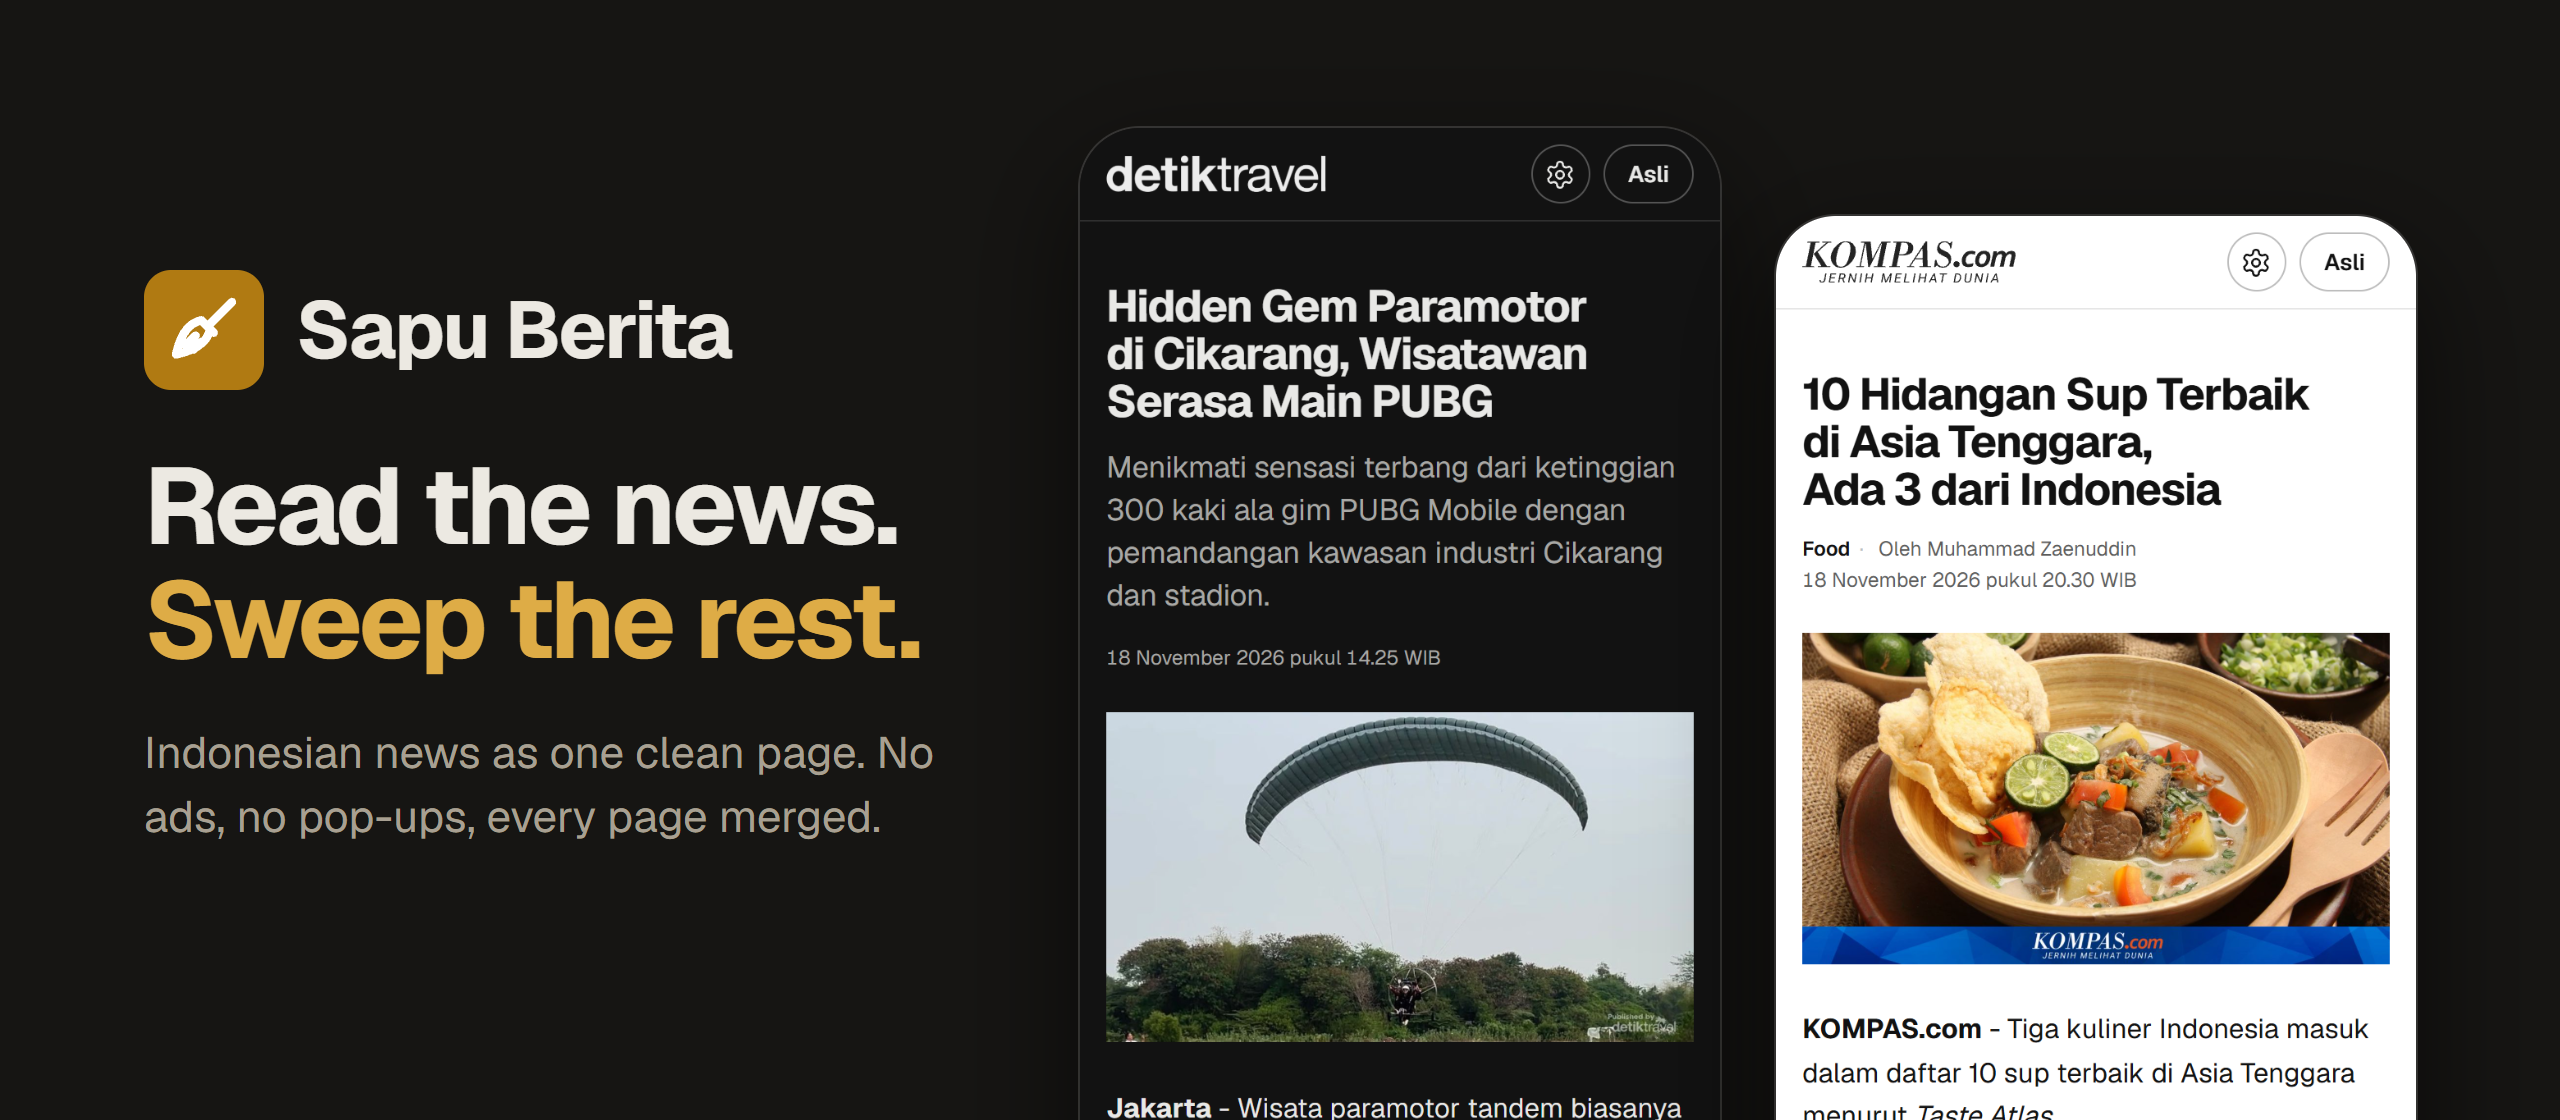 Sapu Berita
Read the news.
Sweep the rest.
Indonesian news as one clean page. No
ads, no pop-ups, every page merged.
detiktravel
Asli
Hidden Gem Paramotor
di Cikarang, Wisatawan
Serasa Main PUBG
Menikmati sensasi terbang dari ketinggian
300 kaki ala gim PUBG Mobile dengan
pemandangan kawasan industri Cikarang
dan stadion.
18 November 2026 pukul 14.25 WIB
Published by
detiktravel
Jakarta - Wisata paramotor tandem biasanya
KOMPAS.com
JERNIH MELIHAT DUNIA
Asli
10 Hidangan Sup Terbaik
di Asia Tenggara,
Ada 3 dari Indonesia
Food · Oleh Muhammad Zaenuddin
18 November 2026 pukul 20.30 WIB
KOMPAS.com
JERNIH MELIHAT DUNIA
KOMPAS.com - Tiga kuliner Indonesia masuk
dalam daftar 10 sup terbaik di Asia Tenggara
menurut Taste Atlas